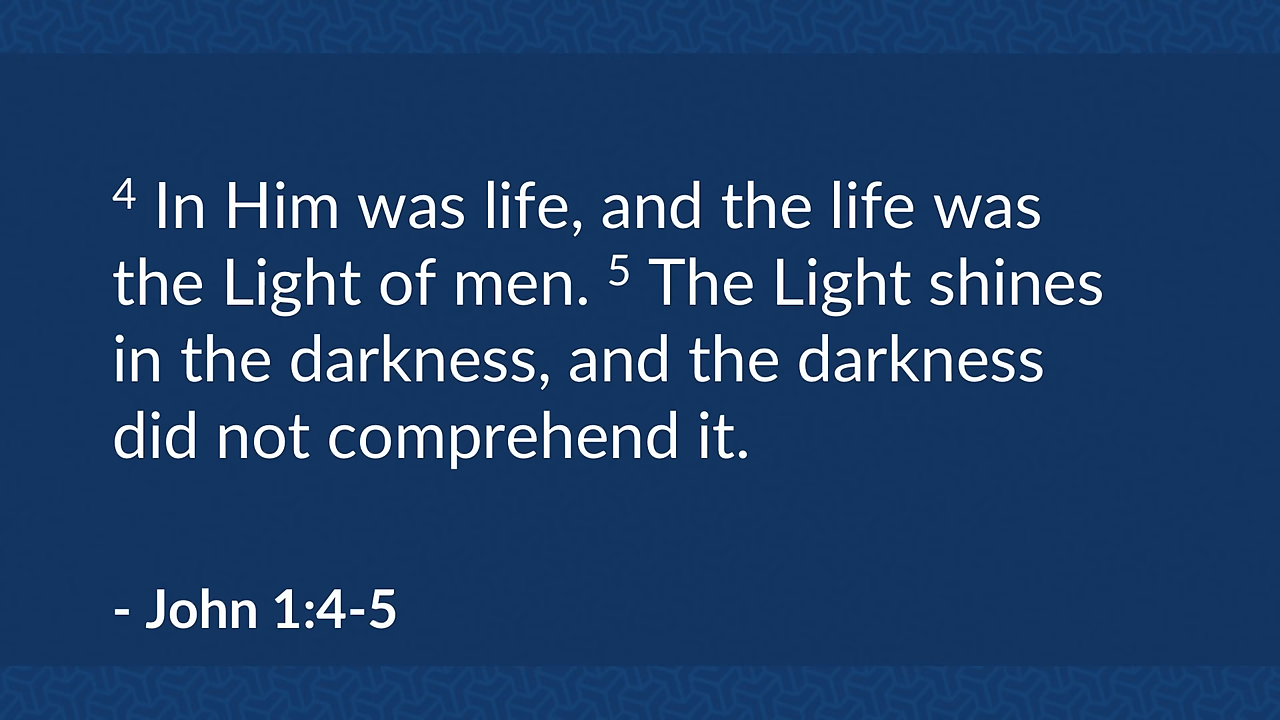 4 In Him was life, and the life was
the Light of men. 5 The Light shines
in the darkness, and the darkness
did not comprehend it.
- John 1:4-5